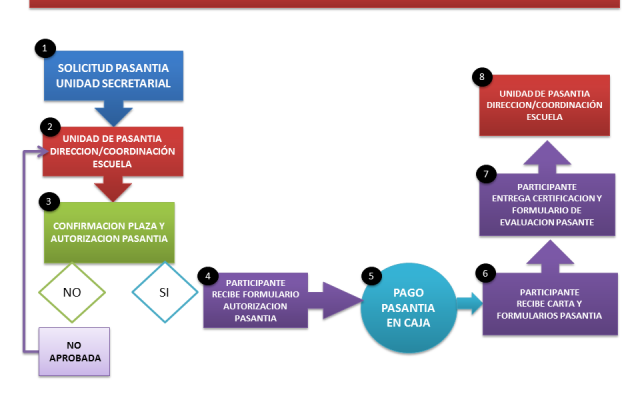 1
SOLICITUD PASANTIA
UNIDAD SECRETARIAL
2
UNIDAD DE PASANTIA
DIRECCION/COORDINACIÓN
ESCUELA
3
CONFIRMACION PLAZA Y
AUTORIZACION PASANTIA
NO
SI
NO
APROBADA
4
PARTICIPANTE
RECIBE FORMULARIO
AUTORIZACION
PASANTIA
5
PAGO
PASANTIA
EN CAJA
6
PARTICIPANTE
RECIBE CARTA Y
FORMULARIOS PASANTIA
7
PARTICIPANTE
ENTREGA CERTIFICACION Y
FORMULARIO DE
EVALUACION PASANTE
8
UNIDAD DE PASANTIA
DIRECCION/COORDINACIÓN
ESCUELA